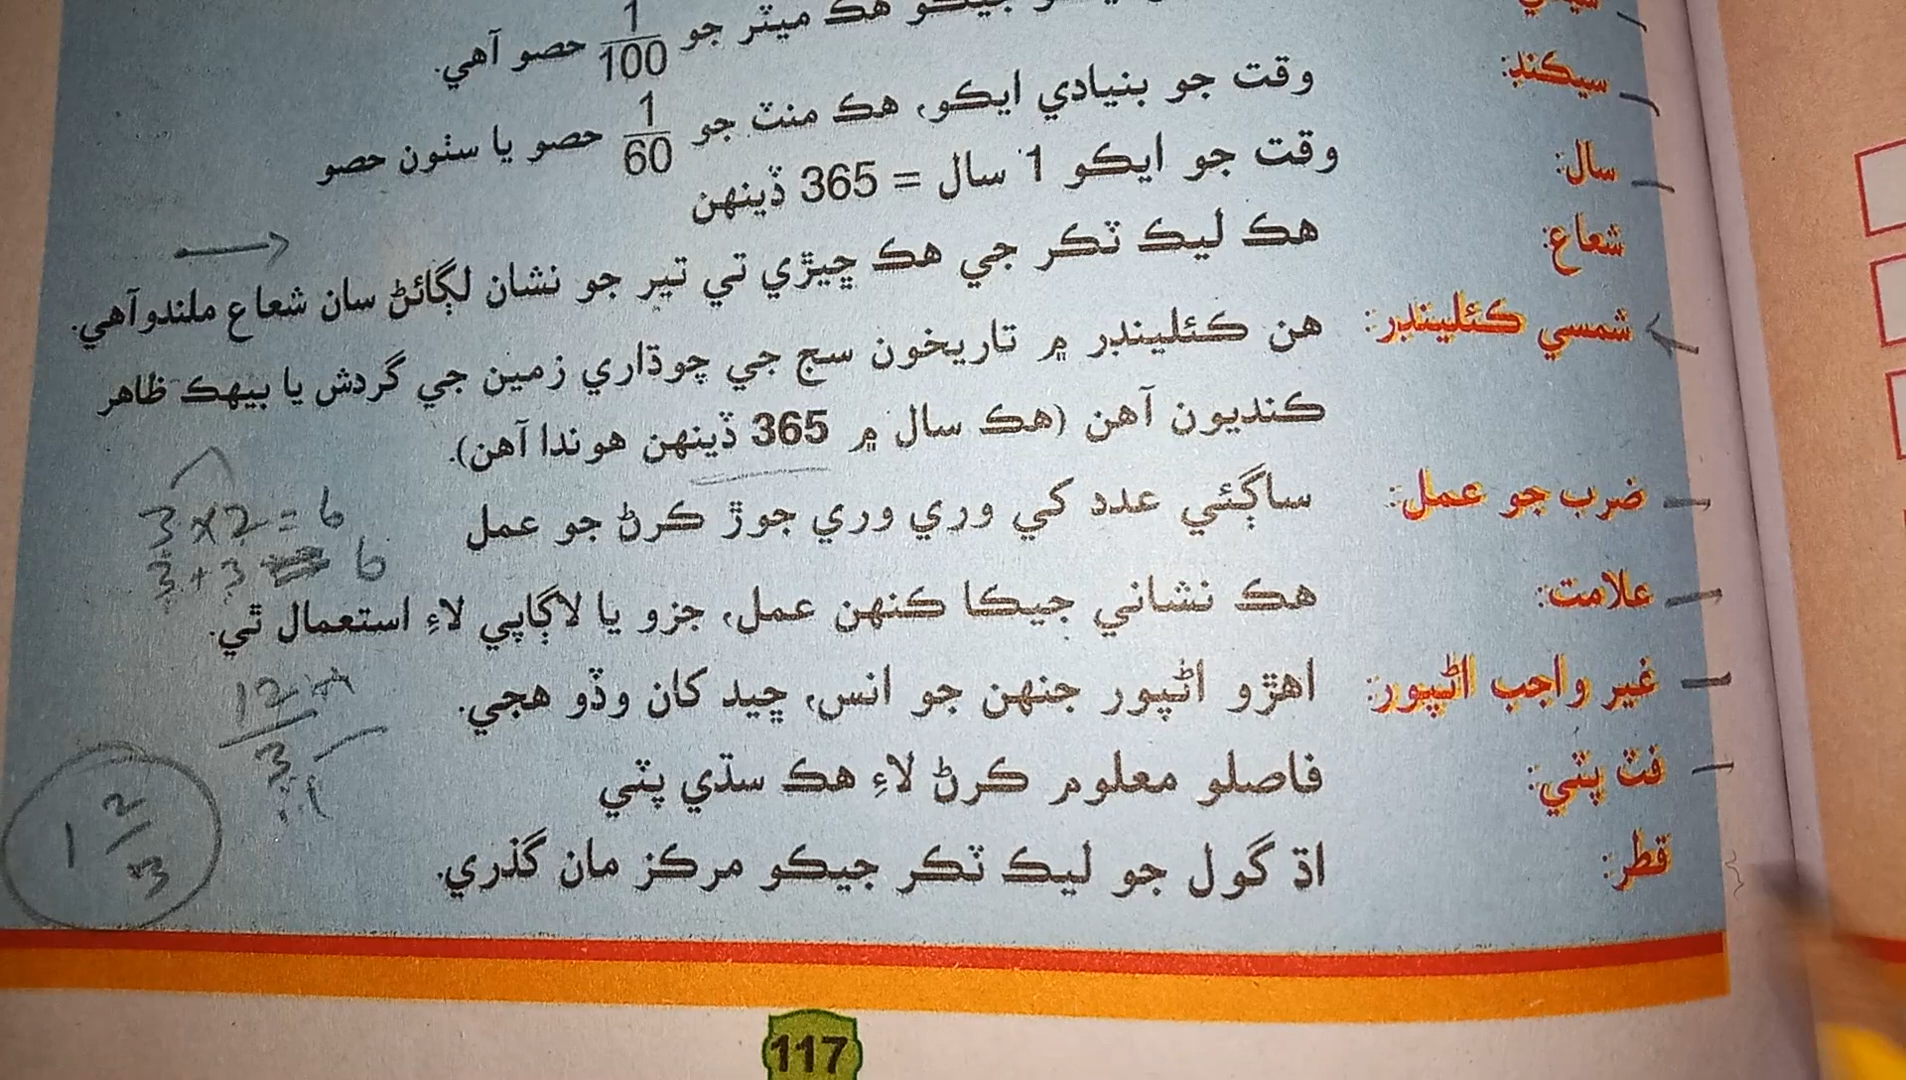 هڪ ميٽر جو 1/100 حصو آهي.
سيڪنڊ: وقت جو بنيادي ايڪو، هڪ منٽ جو 1/60 حصو يا سٺون حصو
سال: وقت جو ايڪو 1 سال = 365 ڏينهن
شعاع: هڪ ليڪ ٽڪر جي هڪ ڇيڙي تي تير جو نشان لڳائڻ سان شعاع ملندو آهي.
شمسي ڪئلينڊر: هن ڪئلينڊر ۾ تاريخون سج جي چوڌاري زمين جي گردش يا بيهڪ ظاهر
ڪنديون آهن (هڪ سال ۾ 365 ڏينهن هوندا آهن).
ضرب جو عمل: ساڳئي عدد کي وري وري جوڙ ڪرڻ جو عمل
3 x 2 = 6
3 + 3 = 6
علامت: هڪ نشاني جيڪا ڪنهن عمل، جزو يا لاڳاپي لاءِ استعمال ٿي.
غير واجب اڻپور: اهڙو اڻپور جنهن جو انس، ڇيد کان وڏو هجي.
12
3
فٽ پٽي: فاصلو معلوم ڪرڻ لاءِ هڪ سڌي پٽي
1 2/3
قطر: اڌ گول جو ليڪ ٽڪر جيڪو مرڪز مان گذري.
117